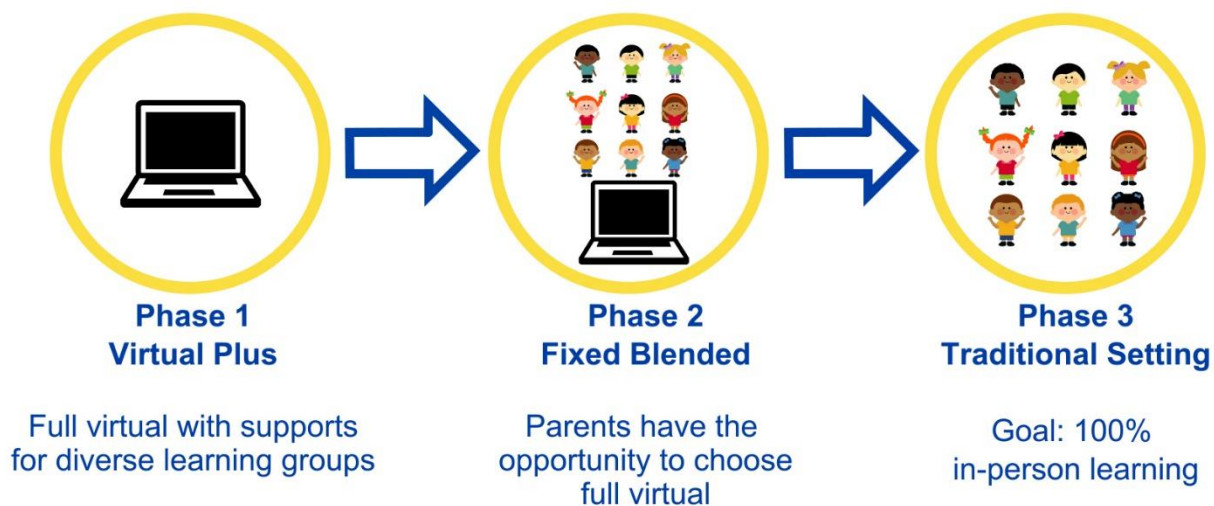 Phase 1
Virtual Plus
Full virtual with supports
for diverse learning groups
Phase 2
Fixed Blended
Parents have the
opportunity to choose
full virtual
Phase 3
Traditional Setting
Goal: 100%
in-person learning